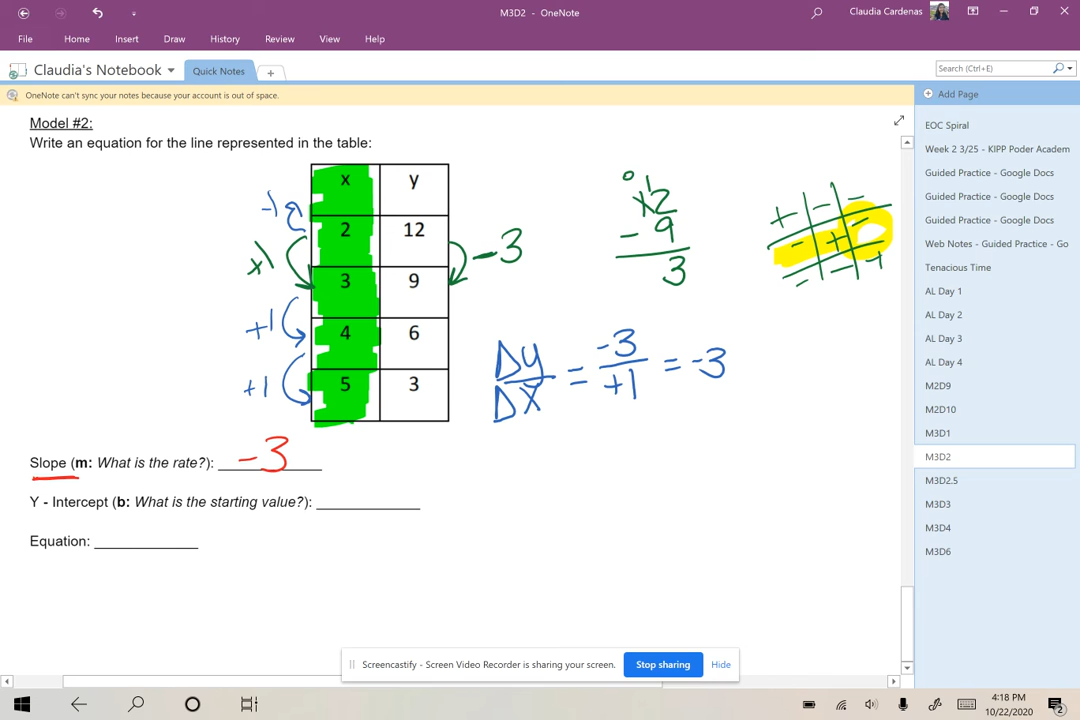 M3D2 - OneNote
Claudia Cardenas
File Home Insert Draw History Review View Help
Claudia's Notebook
Quick Notes
+
Search (Ctrl+E)
OneNote can't sync your notes because your account is out of space.
Add Page
EOC Spiral
Week 2 3/25 - KIPP Poder Academ
Guided Practice - Google Docs
Guided Practice - Google Docs
Guided Practice - Google Docs
Web Notes - Guided Practice - Go
Tenacious Time
AL Day 1
AL Day 2
AL Day 3
AL Day 4
M2D9
M2D10
M3D1
M3D2
M3D2.5
M3D3
M3D4
M3D6
Model #2:
Write an equation for the line represented in the table:
x y
2 12
3 9
4 6
5 3
+1
+1
-3
- 9
3
Δy/Δx = -3/+1 = -3
Slope (m: What is the rate?): -3
Y - Intercept (b: What is the starting value?): ____________
Equation: ____________
Screencastify - Screen Video Recorder is sharing your screen.
Stop sharing
Hide
4:18 PM
10/22/2020
2